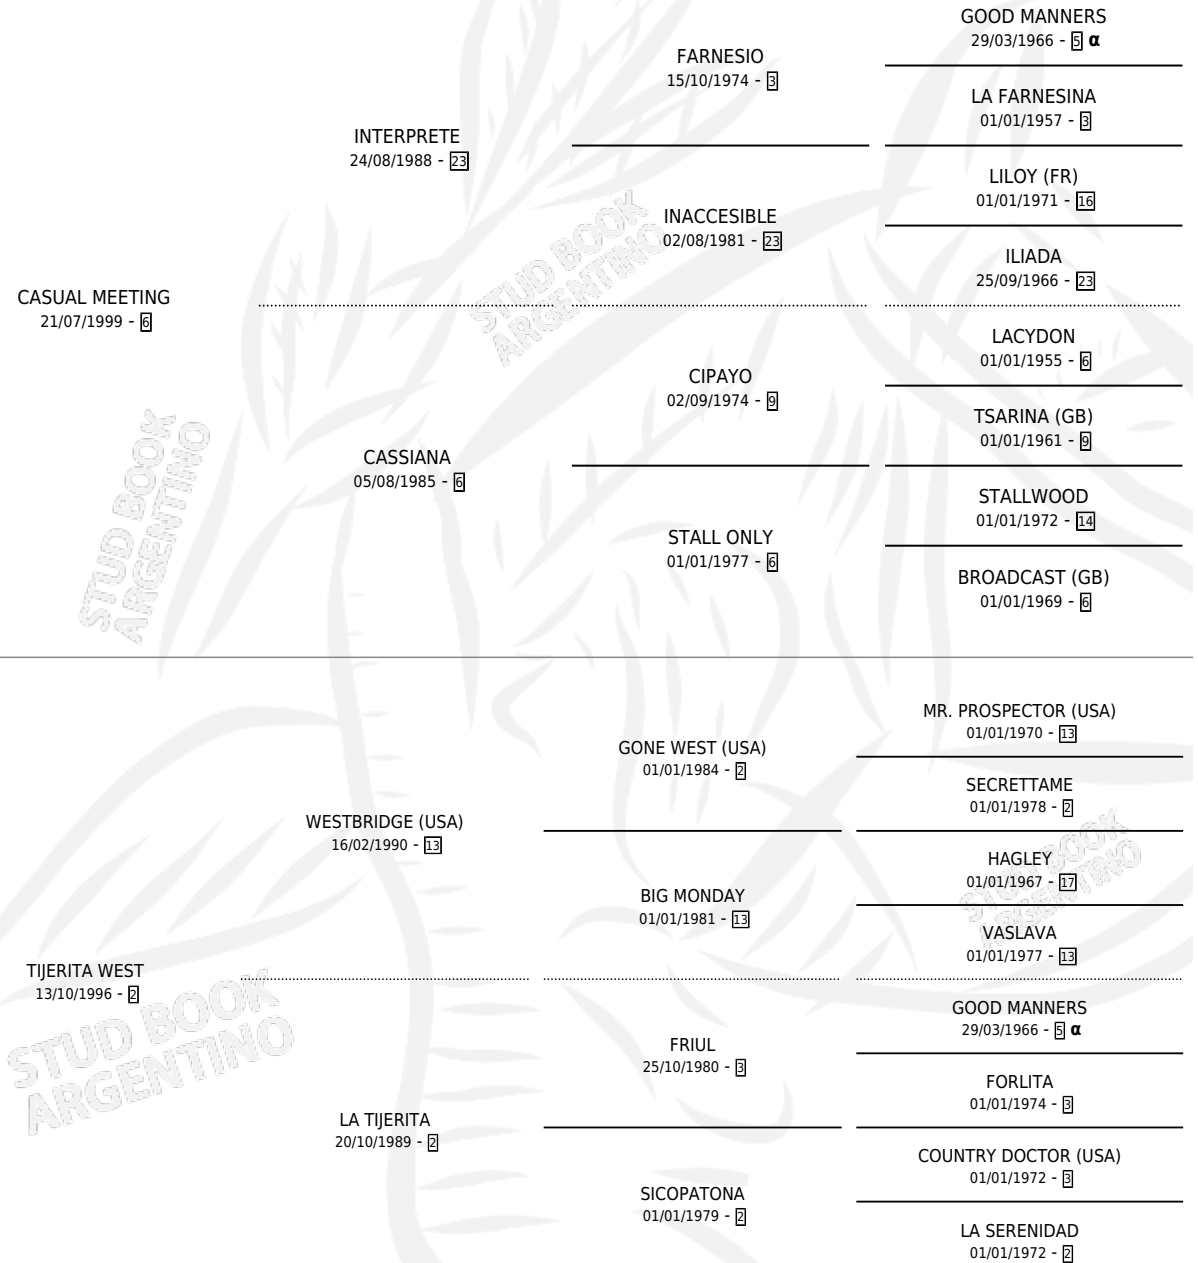 GOOD MANNERS
29/03/1966 - 5 α
FARNESIO
15/10/1974 - 3
LA FARNESINA
01/01/1957 - 3
INTERPRETE
24/08/1988 - 23
LILOY (FR)
01/01/1971 - 16
INACCESIBLE
02/08/1981 - 23
ILIADA
25/09/1966 - 23
CASUAL MEETING
21/07/1999 - 6
LACYDON
01/01/1955 - 6
CIPAYO
02/09/1974 - 9
TSARINA (GB)
01/01/1961 - 9
CASSIANA
05/08/1985 - 6
STALLWOOD
01/01/1972 - 14
STALL ONLY
01/01/1977 - 6
BROADCAST (GB)
01/01/1969 - 6
STUD BOOK
ARGENTINO
STUD BOOK
ARGENTINO
MR. PROSPECTOR (USA)
01/01/1970 - 13
GONE WEST (USA)
01/01/1984 - 2
SECRETTAME
01/01/1978 - 2
WESTBRIDGE (USA)
16/02/1990 - 13
HAGLEY
01/01/1967 - 17
BIG MONDAY
01/01/1981 - 13
VASLAVA
01/01/1977 - 13
TIJERITA WEST
13/10/1996 - 2
GOOD MANNERS
29/03/1966 - 5 α
FRIUL
25/10/1980 - 3
FORLITA
01/01/1974 - 3
LA TIJERITA
20/10/1989 - 2
COUNTRY DOCTOR (USA)
01/01/1972 - 3
SICOPATONA
01/01/1979 - 2
LA SERENIDAD
01/01/1972 - 2
STUD BOOK
ARGENTINO
STUD BOOK
ARGENTINO